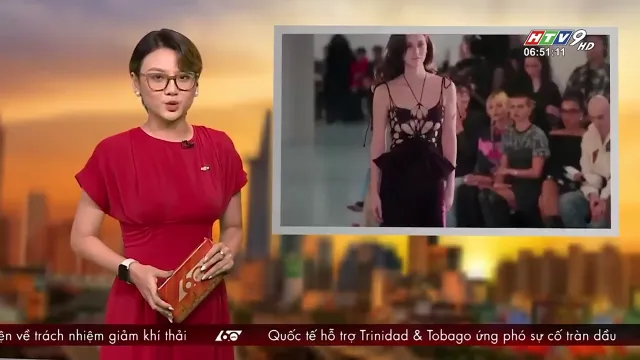 HTV9 HD
06:51:11
ện về trách nhiệm giảm khí thải
Quốc tế hỗ trợ Trinidad & Tobago ứng phó sự cố tràn dầu